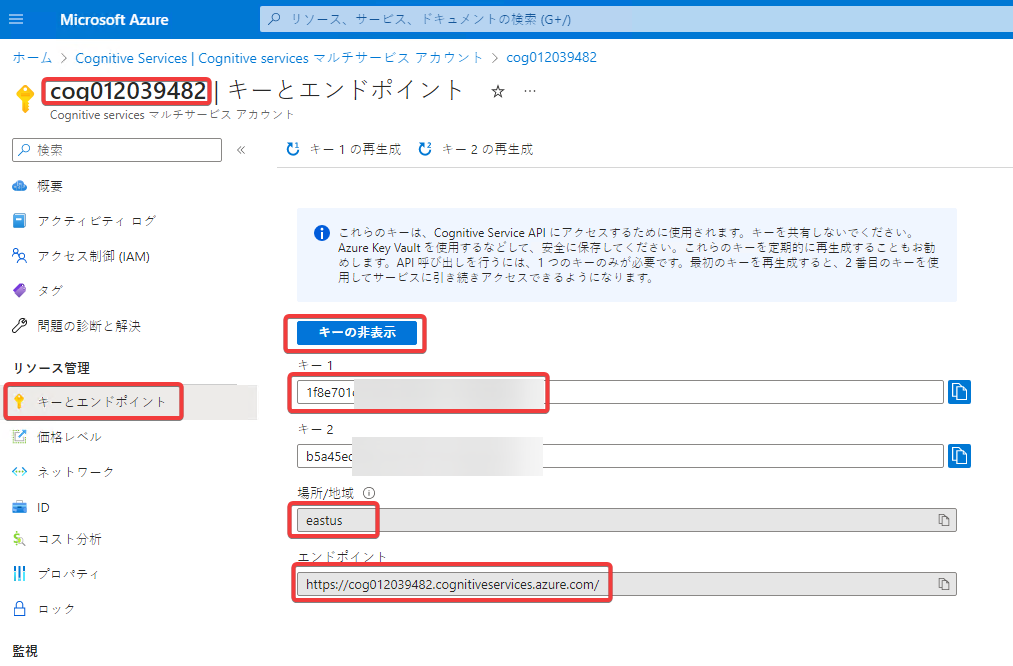 Microsoft Azure
リソース、サービス、ドキュメントの検索 (G+/)
ホーム > Cognitive Services | Cognitive services マルチサービス アカウント > cog012039482
cog012039482 | キーとエンドポイント ☆ …
Cognitive services マルチサービス アカウント
検索
«
キー 1 の再生成
キー 2 の再生成
概要
アクティビティ ログ
アクセス制御 (IAM)
タグ
問題の診断と解決
リソース管理
キーとエンドポイント
価格レベル
ネットワーク
ID
コスト分析
プロパティ
ロック
監視
これらのキーは、Cognitive Service API にアクセスするために使用されます。キーを共有しないでください。
Azure Key Vault を使用するなどして、安全に保存してください。これらのキーを定期的に再生成することもお勧
めします。API 呼び出しを行うには、1 つのキーのみが必要です。最初のキーを再生成すると、2 番目のキーを使
用してサービスに引き続きアクセスできるようになります。
キーの非表示
キー 1
1f8e701
キー 2
b5a45e
場所/地域
eastus
エンドポイント
https://cog012039482.cognitiveservices.azure.com/